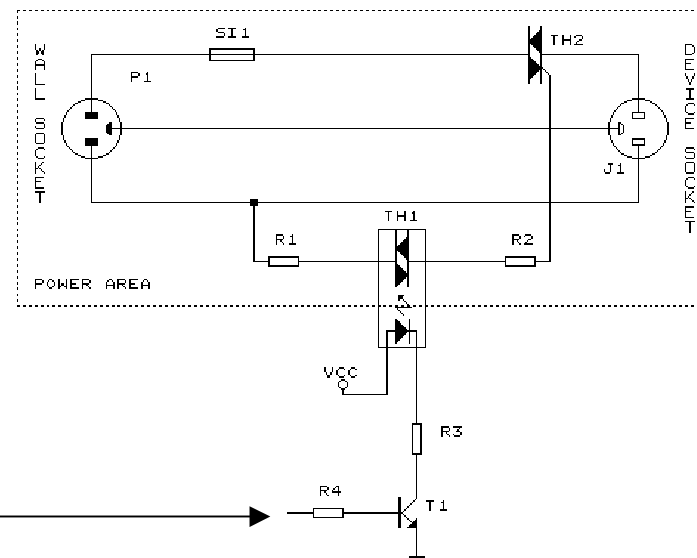 SI1
TH2
P1
WALL SOCKET
DEVICE SOCKET
J1
TH1
R1
R2
POWER AREA
VCC
R3
R4
T1